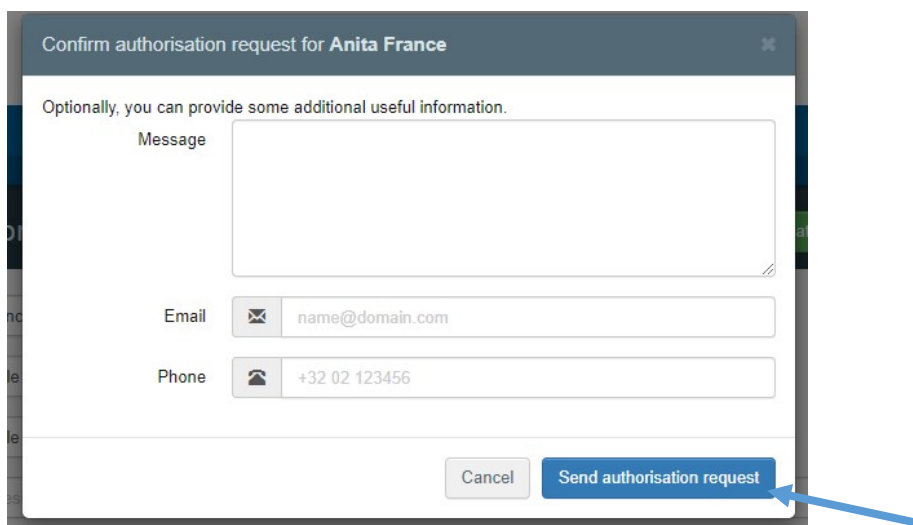 Confirm authorisation request for Anita France
Optionally, you can provide some additional useful information.
Message
Email name@domain.com
Phone +32 02 123456
Cancel Send authorisation request